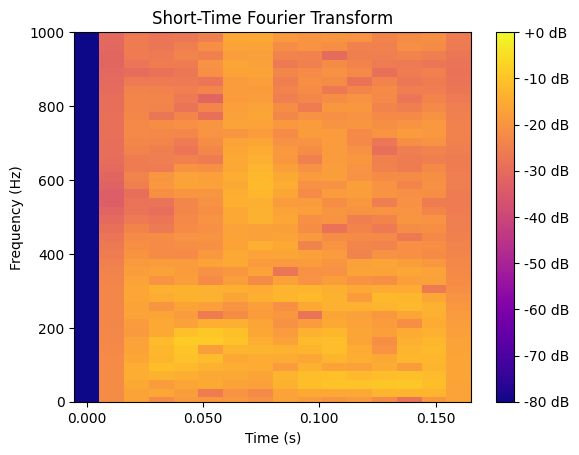 Short-Time Fourier Transform
1000
800
600
400
200
0
Frequency (Hz)
0.000
0.050
0.100
0.150
Time (s)
+0 dB
-10 dB
-20 dB
-30 dB
-40 dB
-50 dB
-60 dB
-70 dB
-80 dB